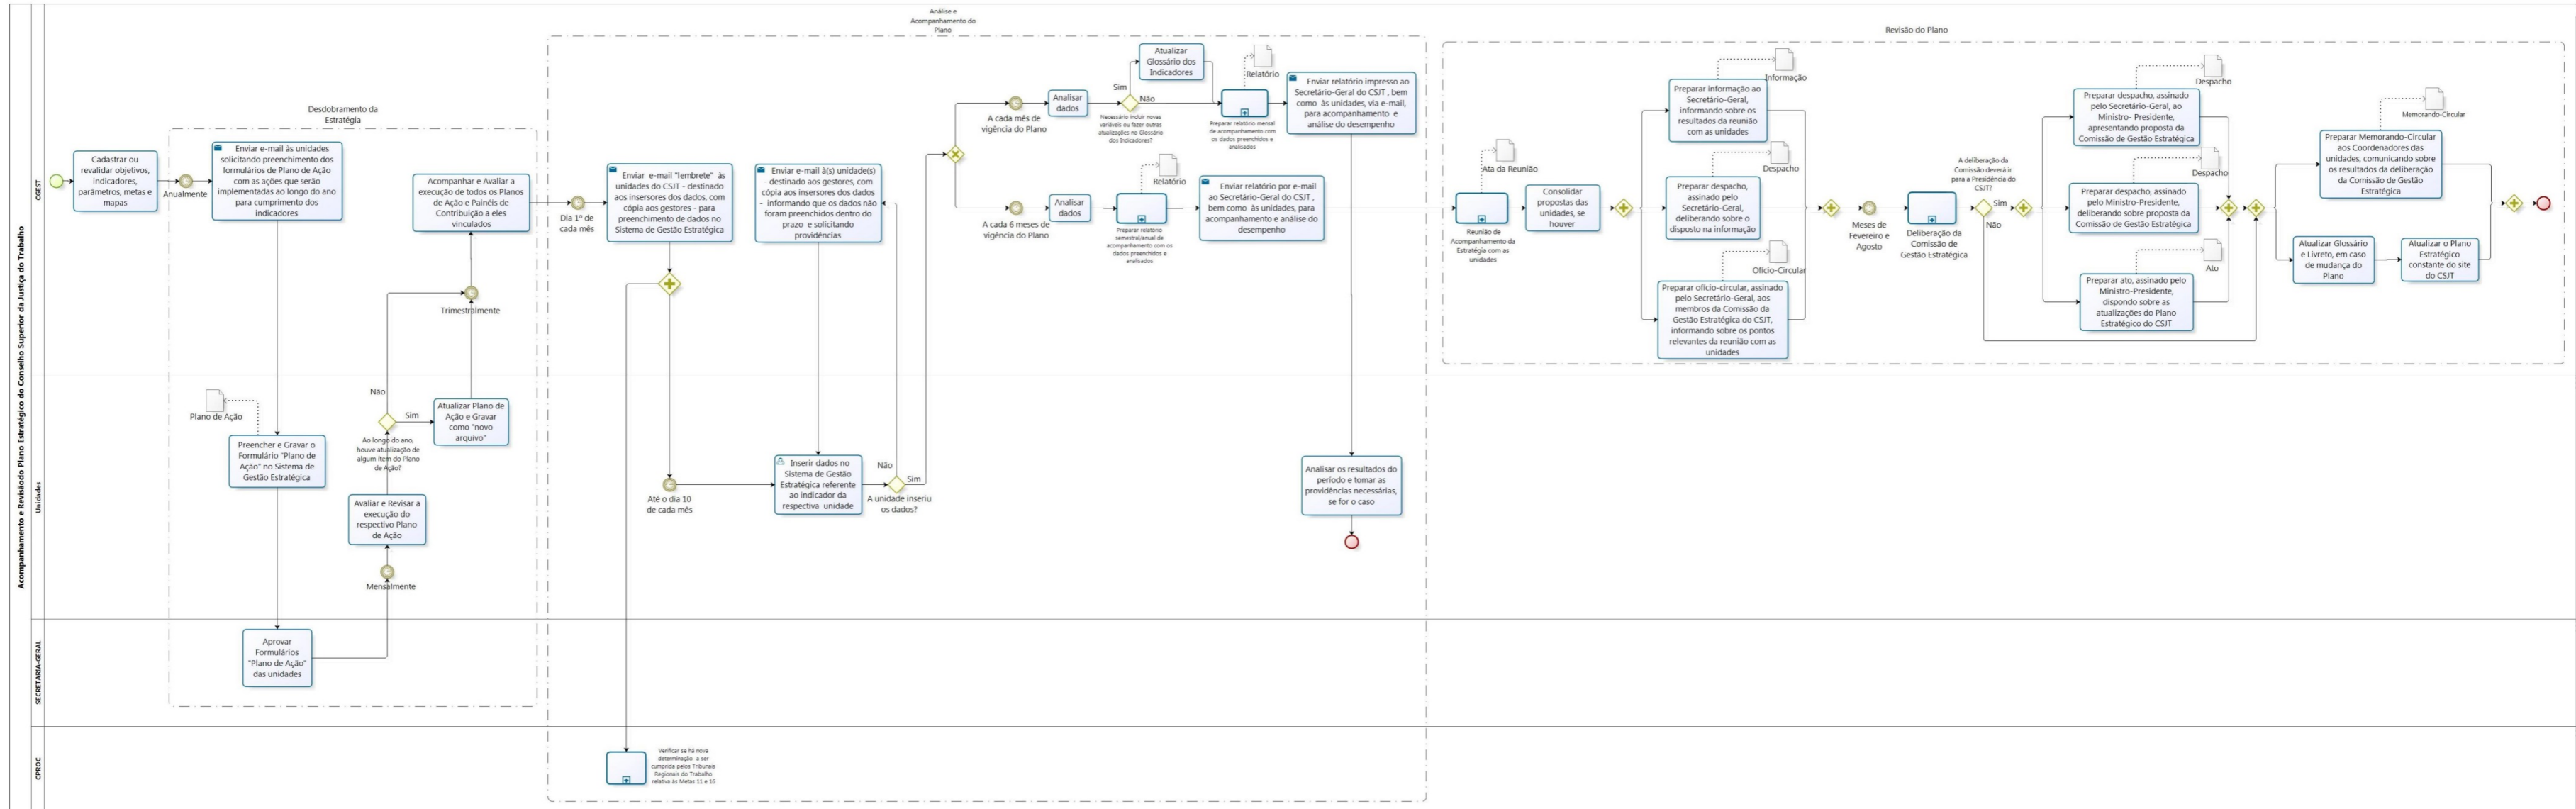 Acompanhamento e Revisãodo Plano Estratégico do Conselho Superior da Justiça do Trabalho
CGEST
Cadastrar ou
revalidar objetivos,
indicadores,
parâmetros, metas e
mapas
Anualmente
Desdobramento da
Estratégia
Enviar e-mail às unidades
solicitando preenchimento dos
formulários de Plano de Ação
com as ações que serão
implementadas ao longo do ano
para cumprimento dos
indicadores
Acompanhar e Avaliar a
execução de todos os Planos
de Ação e Painéis de
Contribuição a eles
vinculados
Trimestralmente
Análise e
Acompanhamento do
Plano
Dia 1º de
cada mês
Enviar e-mail "lembrete" às
unidades do CSJT - destinado
aos insersores dos dados, com
cópia aos gestores - para
preenchimento de dados no
Sistema de Gestão Estratégica
Enviar e-mail à(s) unidade(s)
- destinado aos gestores, com
cópia aos insersores dos dados
- informando que os dados não
foram preenchidos dentro do
prazo e solicitando
providências
A cada mês de
vigência do Plano
Analisar
dados
Sim
Não
Necessário incluir novas
variáveis ou fazer outras
atualizações no Glossário
dos Indicadores?
Atualizar
Glossário dos
Indicadores
Relatório
Preparar relatório mensal
de acompanhamento com
os dados preenchidos e
analisados
Enviar relatório impresso ao
Secretário-Geral do CSJT , bem
como às unidades, via e-mail,
para acompanhamento e
análise do desempenho
A cada 6 meses de
vigência do Plano
Analisar
dados
Relatório
Preparar relatório
semestral/anual de
acompanhamento com os
dados preenchidos e
analisados
Enviar relatório por e-mail
ao Secretário-Geral do CSJT ,
bem como às unidades, para
acompanhamento e análise do
desempenho
Revisão do Plano
Ata da Reunião
Reunião de
Acompanhamento da
Estratégia com as
unidades
Consolidar
propostas das
unidades, se
houver
Informação
Preparar informação ao
Secretário-Geral,
informando sobre os
resultados da reunião
com as unidades
Despacho
Preparar despacho,
assinado pelo
Secretário-Geral,
deliberando sobre o
disposto na informação
Ofício-Circular
Preparar ofício-circular, assinado
pelo Secretário-Geral, aos
membros da Comissão da
Gestão Estratégica do CSJT,
informando sobre os pontos
relevantes da reunião com as
unidades
Meses de
Fevereiro e
Agosto
Deliberação da
Comissão de
Gestão Estratégica
A deliberação da
Comissão deverá ir
para a Presidência do
CSJT?
Sim
Não
Despacho
Preparar despacho, assinado
pelo Secretário-Geral, ao
Ministro- Presidente,
apresentando proposta da
Comissão de Gestão Estratégica
Despacho
Preparar despacho, assinado
pelo Ministro-Presidente,
deliberando sobre proposta da
Comissão de Gestão Estratégica
Ato
Preparar ato, assinado pelo
Ministro-Presidente,
dispondo sobre as
atualizações do Plano
Estratégico do CSJT
Memorando-Circular
Preparar Memorando-Circular
aos Coordenadores das
unidades, comunicando sobre
os resultados da deliberação
da Comissão de Gestão
Estratégica
Atualizar Glossário
e Livreto, em caso
de mudança do
Plano
Atualizar o Plano
Estratégico
constante do site
do CSJT
Unidades
Plano de Ação
Preencher e Gravar o
Formulário "Plano de
Ação" no Sistema de
Gestão Estratégica
Não
Sim
Ao longo do ano,
houve atualização de
algum item do Plano
de Ação?
Atualizar Plano de
Ação e Gravar
como "novo
arquivo"
Avaliar e Revisar a
execução do
respectivo Plano
de Ação
Mensalmente
Até o dia 10
de cada mês
Inserir dados no
Sistema de Gestão
Estratégica referente
ao indicador da
respectiva unidade
Não
Sim
A unidade inseriu
os dados?
Analisar os resultados do
período e tomar as
providências necessárias,
se for o caso
SECRETARIA-GERAL
Aprovar
Formulários
"Plano de Ação"
das unidades
CPROC
Verificar se há nova
determinação a ser
cumprida pelos Tribunais
Regionais do Trabalho
relativa às Metas 11 e 16